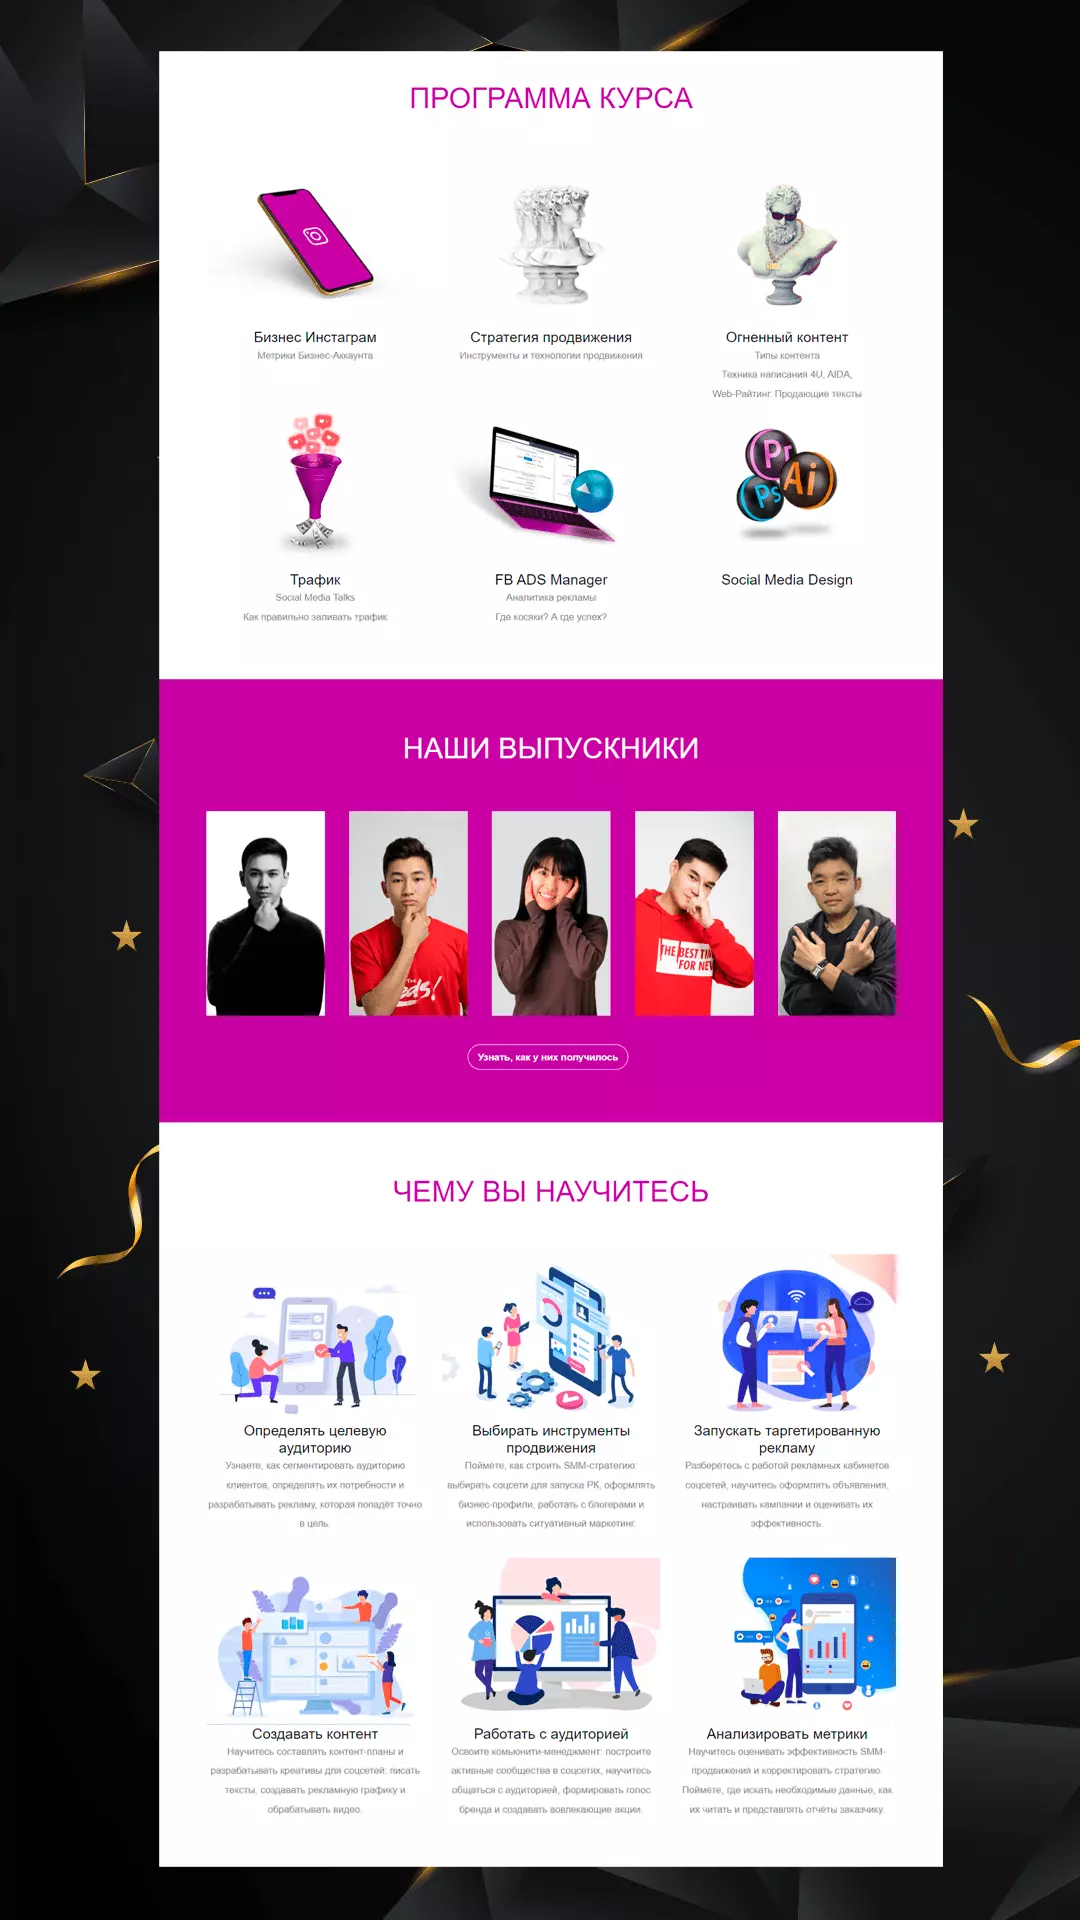 ПРОГРАММА КУРСА
Бизнес Инстаграм
Метрики Бизнес-Аккаунта
Стратегия продвижения
Инструменты и технологии продвижения
Огненный контент
Типы контента
Техника написания 4U, AIDA,
Web-Райтинг. Продающие тексты
Pr
Ps
Ai
Трафик
Social Media Talks
Как правильно заливать трафик
FB ADS Manager
Аналитика рекламы
Где косяки? А где успех?
Social Media Design
НАШИ ВЫПУСКНИКИ
THE BEST
FOR NEV
Узнать, как у них получилось
ЧЕМУ ВЫ НАУЧИТЕСЬ
Определять целевую
аудиторию
Узнаете, как сегментировать аудиторию
клиентов, определять их потребности и
разрабатывать рекламу, которая попадёт точно
в цель.
Выбирать инструменты
продвижения
Поймёте, как строить SMM-стратегию:
выбирать соцсети для запуска РК, оформлять
бизнес-профили, работать с блогерами и
использовать ситуативный маркетинг.
Запускать таргетированную
рекламу
Разберётесь с работой рекламных кабинетов
соцсетей, научитесь оформлять объявления,
настраивать кампании и оценивать их
эффективность.
Создавать контент
Научитесь составлять контент-планы и
разрабатывать креативы для соцсетей: писать
тексты, создавать рекламную графику и
обрабатывать видео.
Работать с аудиторией
Освоите комьюнити-менеджмент: построите
активные сообщества в соцсетях, научитесь
общаться с аудиторией, формировать голос
бренда и создавать вовлекающие акции.
Анализировать метрики
Научитесь оценивать эффективность SMM-
продвижения и корректировать стратегию.
Поймёте, где искать необходимые данные, как
их читать и представлять отчёты заказчику.